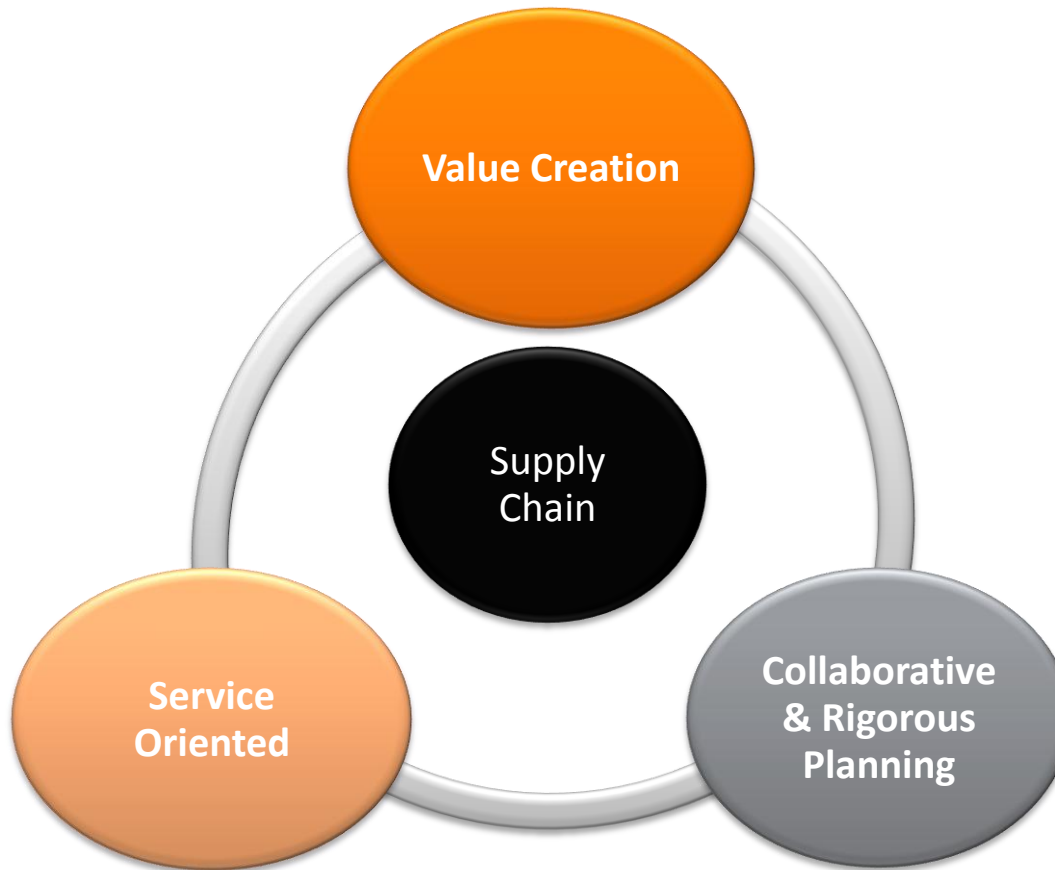 Value Creation
Supply
Chain
Service
Oriented
Collaborative
& Rigorous
Planning